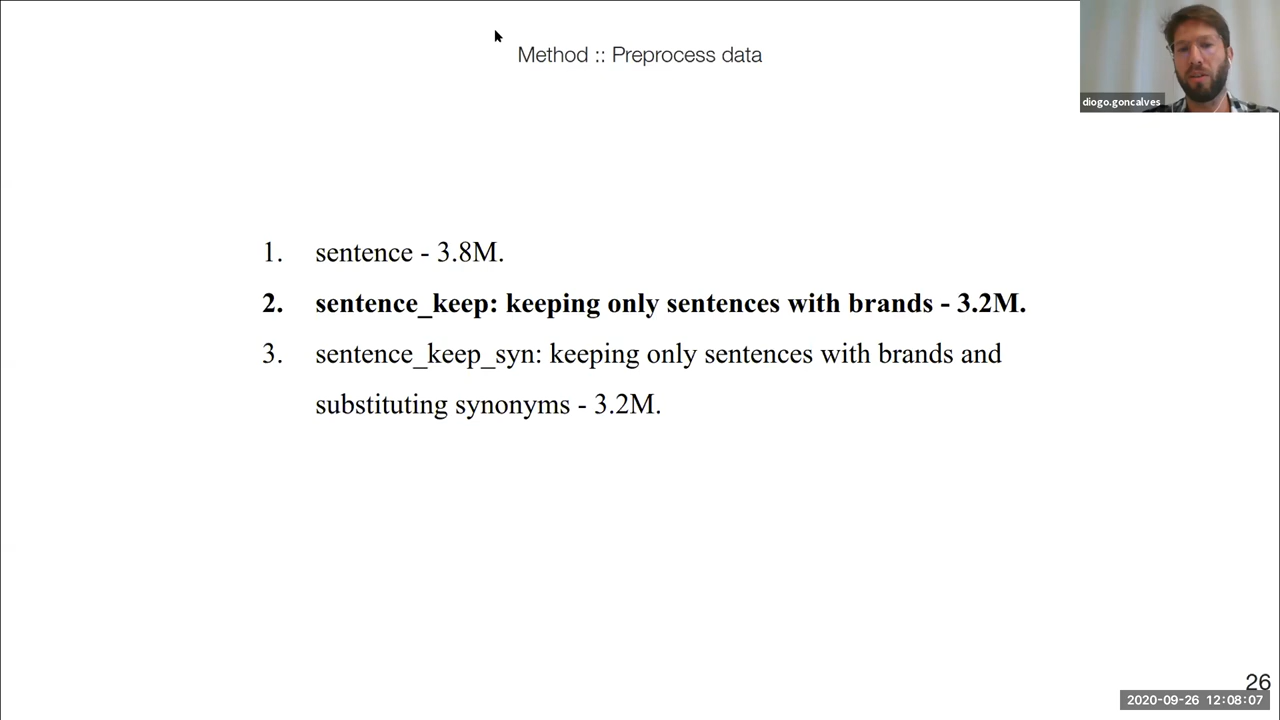 Method :: Preprocess data
diogo.goncalves
1. sentence - 3.8M.
2. sentence_keep: keeping only sentences with brands - 3.2M.
3. sentence_keep_syn: keeping only sentences with brands and
substituting synonyms - 3.2M.
26
2020-09-26 12:08:07